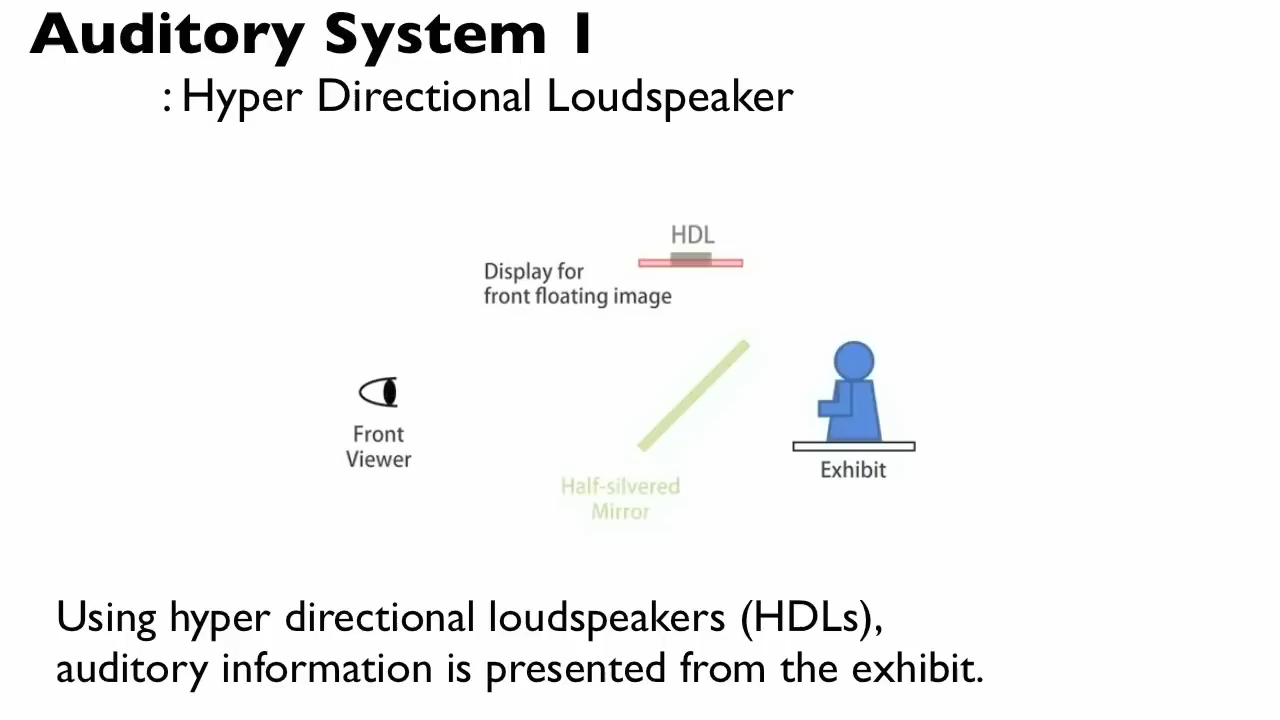 Auditory System 1
: Hyper Directional Loudspeaker
HDL
Display for
front floating image
Front
Viewer
Exhibit
Half-silvered
Mirror
Using hyper directional loudspeakers (HDLs),
auditory information is presented from the exhibit.